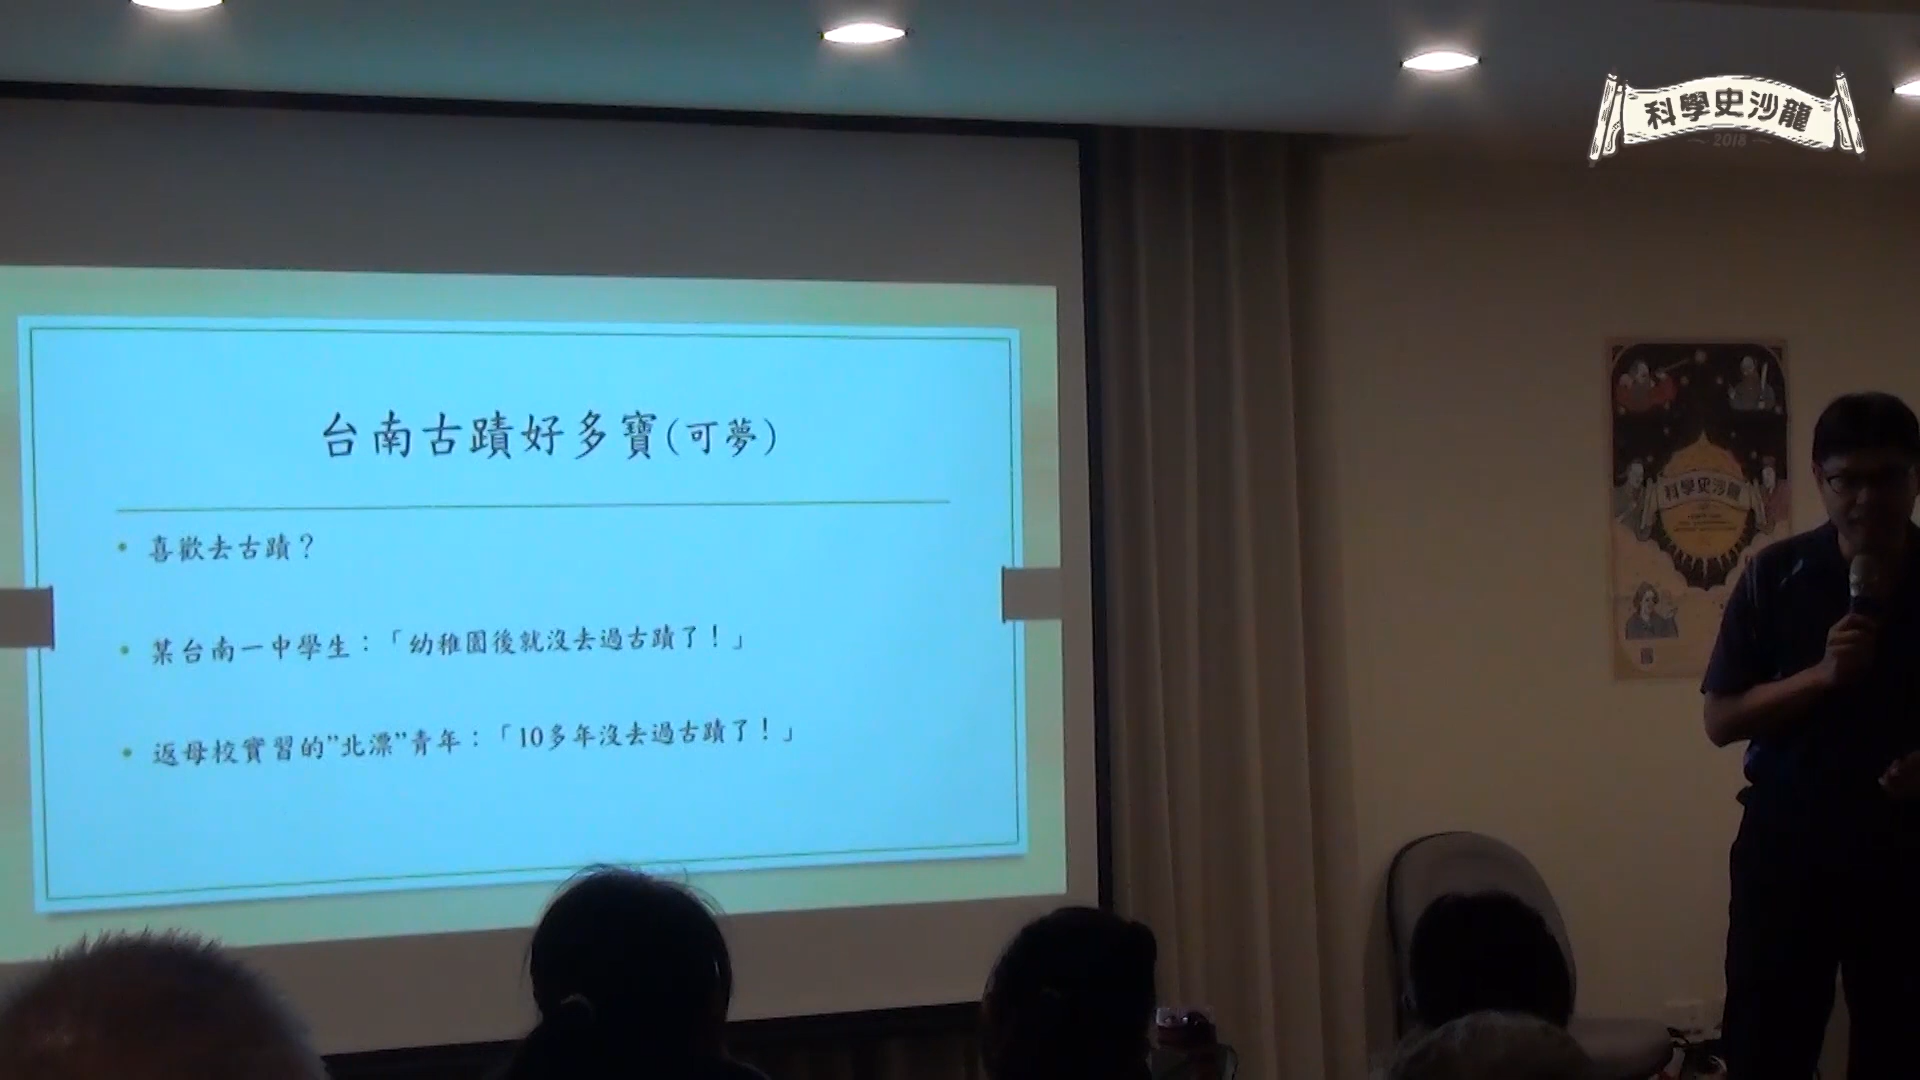 科學史沙龍
2018
台南古蹟好多寶(可夢)
• 喜歡去古蹟？
• 某台南一中學生：「幼稚園後就沒去過古蹟了！」
• 返母校實習的”北漂”青年：「10多年沒去過古蹟了！」
科學史沙龍